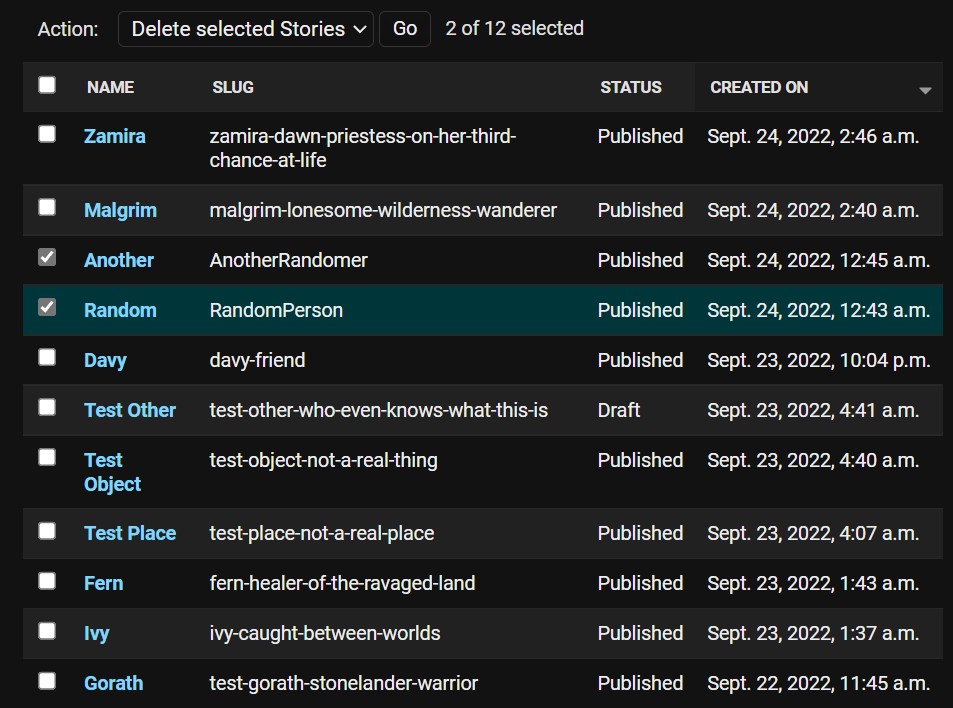 Action: Delete selected Stories Go 2 of 12 selected
NAME SLUG STATUS CREATED ON
Zamira zamira-dawn-priestess-on-her-third- Published Sept. 24, 2022, 2:46 a.m.
chance-at-life
Malgrim malgrim-lonesome-wilderness-wanderer Published Sept. 24, 2022, 2:40 a.m.
Another AnotherRandomer Published Sept. 24, 2022, 12:45 a.m.
Random RandomPerson Published Sept. 24, 2022, 12:43 a.m.
Davy davy-friend Published Sept. 23, 2022, 10:04 p.m.
Test Other test-other-who-even-knows-what-this-is Draft Sept. 23, 2022, 4:41 a.m.
Test test-object-not-a-real-thing Published Sept. 23, 2022, 4:40 a.m.
Object
Test Place test-place-not-a-real-place Published Sept. 23, 2022, 4:07 a.m.
Fern fern-healer-of-the-ravaged-land Published Sept. 23, 2022, 1:43 a.m.
Ivy ivy-caught-between-worlds Published Sept. 23, 2022, 1:37 a.m.
Gorath test-gorath-stonelander-warrior Published Sept. 22, 2022, 11:45 a.m.